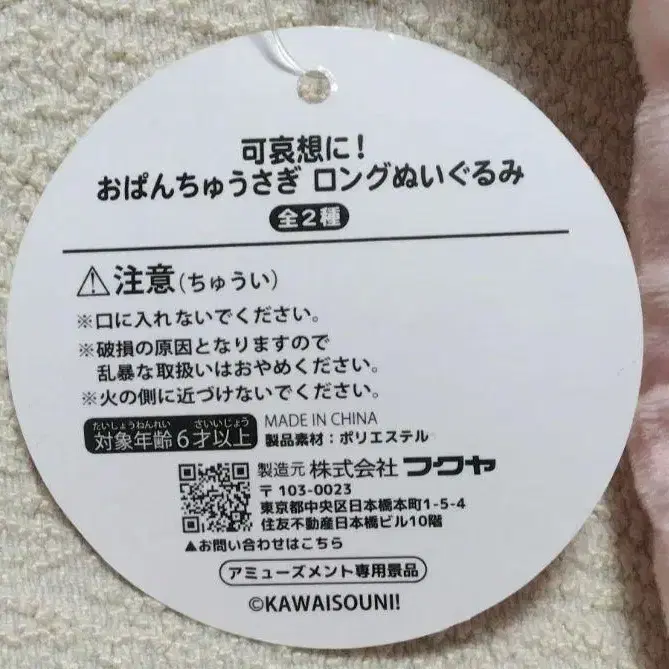 可哀想に!
おぱんちゅうさぎ ロングぬいぐるみ
全2種
⚠注意(ちゅうい)
※口に入れないでください。
※破損の原因となりますので
乱暴な取扱いはおやめください。
※火の側に近づけないでください。
たいしょうねんれい さいいじょう
対象年齢6才以上
MADE IN CHINA
製品素材:ポリエステル
製造元 株式会社 フクヤ
〒103-0023
東京都中央区日本橋本町1-5-4
住友不動産日本橋ビル10階
▲お問い合わせはこちら
アミューズメント専用景品
©KAWAISOUNI!